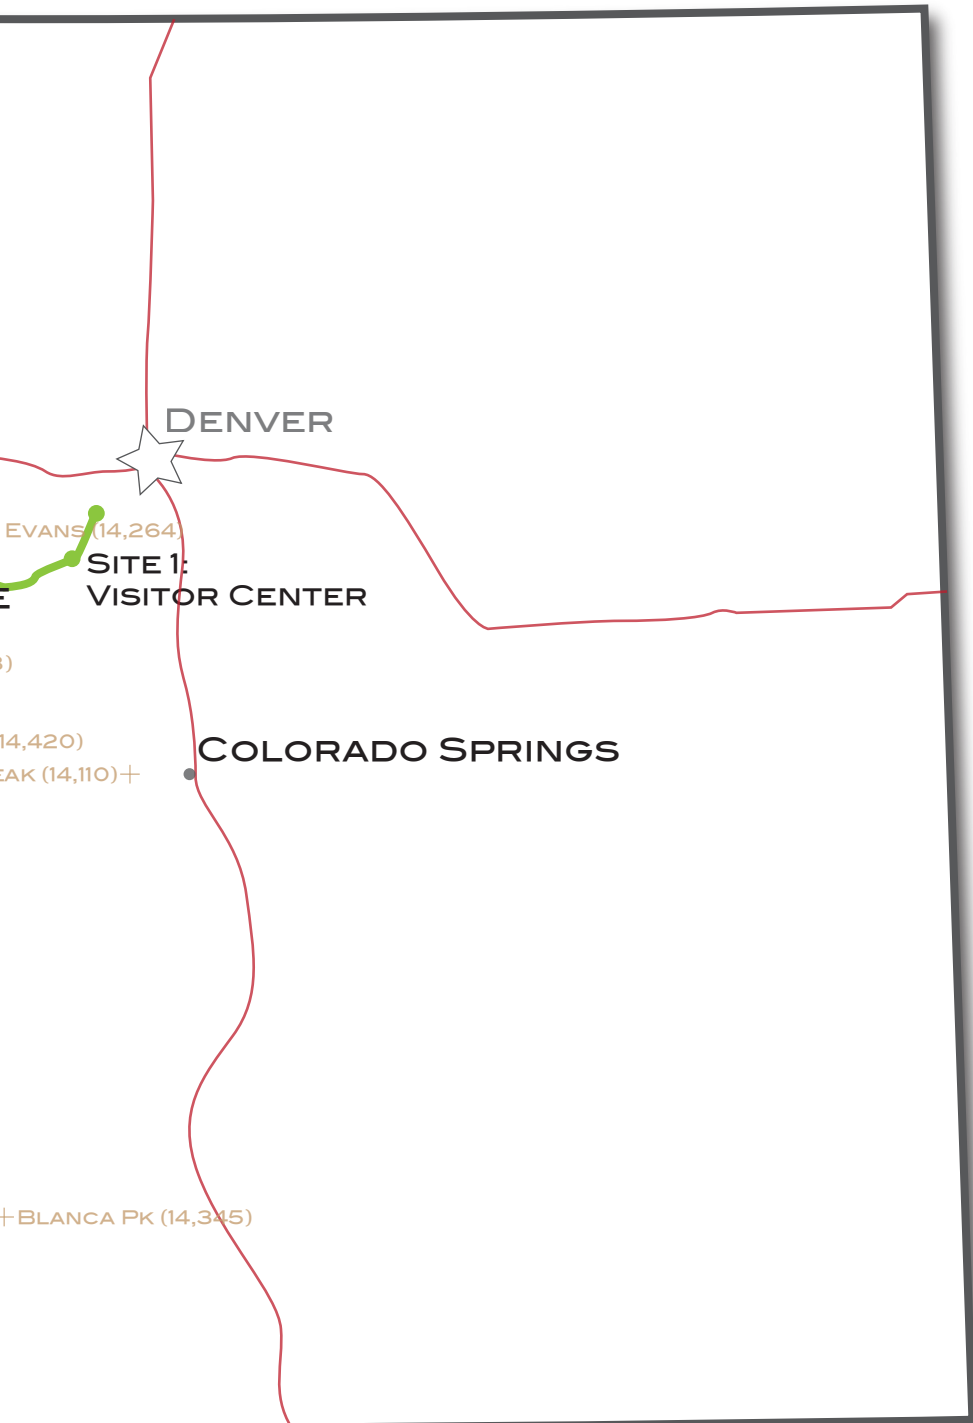 Denver
Evans (14,264)
Site 1:
Visitor Center
14,420)
Colorado Springs
(14,110)
Blanca Pk (14,345)